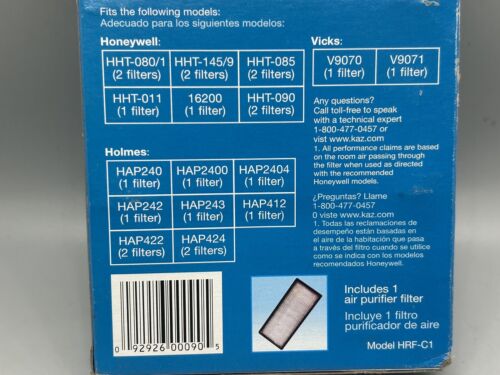 Fits the following models:
Adecuado para los siguientes modelos:
Honeywell:
HHT-080/1 HHT-145/9 HHT-085
(2 filters) (2 filters) (2 filters)
HHT-011 16200 HHT-090
(1 filter) (1 filter) (2 filters)
Vicks:
V9070 V9071
(1 filter) (1 filter)
Any questions?
Call toll-free to speak
with a technical expert
1-800-477-0457 or
vist www.kaz.com
1. All performance claims are based
on the room air passing through
the filter when used as directed
with the recommended
Honeywell models.
¿Preguntas? Llame
1-800-477-0457
0 viste www.kaz.com
1. Todas las reclamaciones de
desempeño están basadas en
el aire de la habitación que pasa
a través del filtro cuando se utilice
como se indica con los modelos
recomendados Honeywell.
Holmes:
HAP240 HAP2400 HAP2404
(1 filter) (1 filter) (1 filter)
HAP242 HAP243 HAP412
(1 filter) (1 filter) (1 filter)
HAP422 HAP424
(2 filters) (2 filters)
0 92926 00090 5
Includes 1
air purifier filter
Incluye 1 filtro
purificador de aire
Model HRF-C1